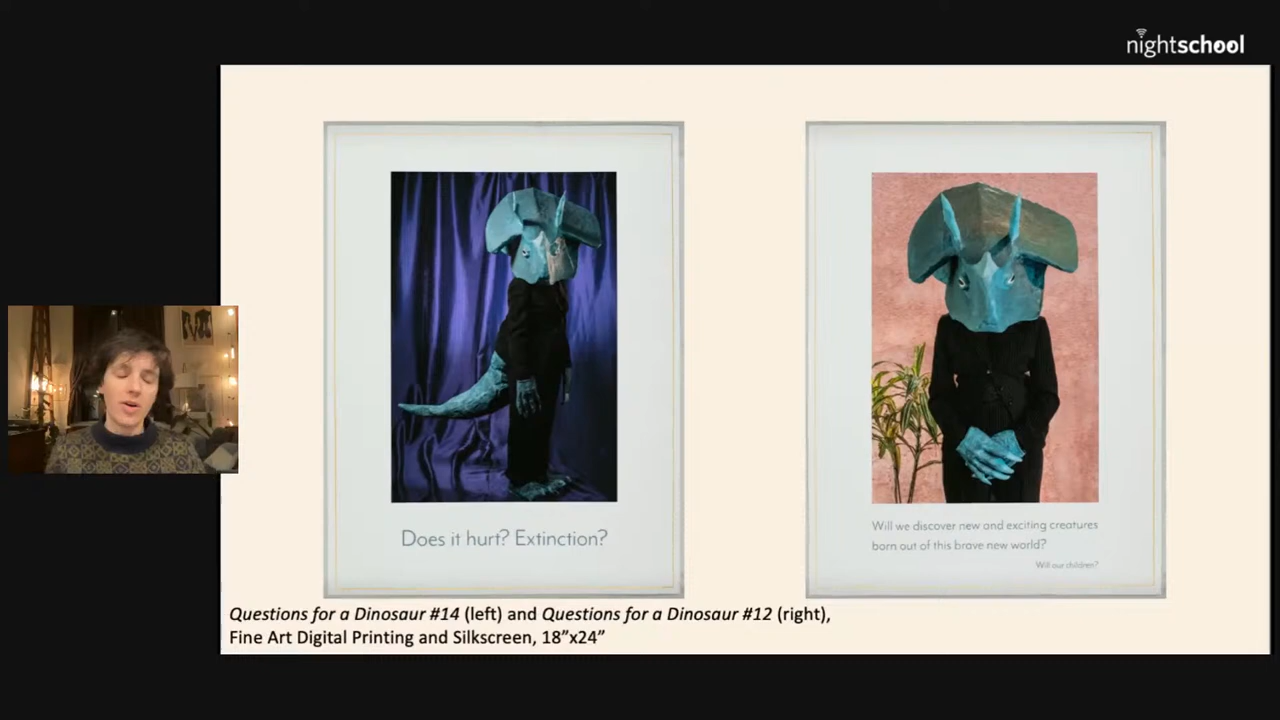 nightschool
Does it hurt? Extinction?
Will we discover new and exciting creatures
born out of this brave new world?
Will our children?
Questions for a Dinosaur #14 (left) and Questions for a Dinosaur #12 (right),
Fine Art Digital Printing and Silkscreen, 18”x24”